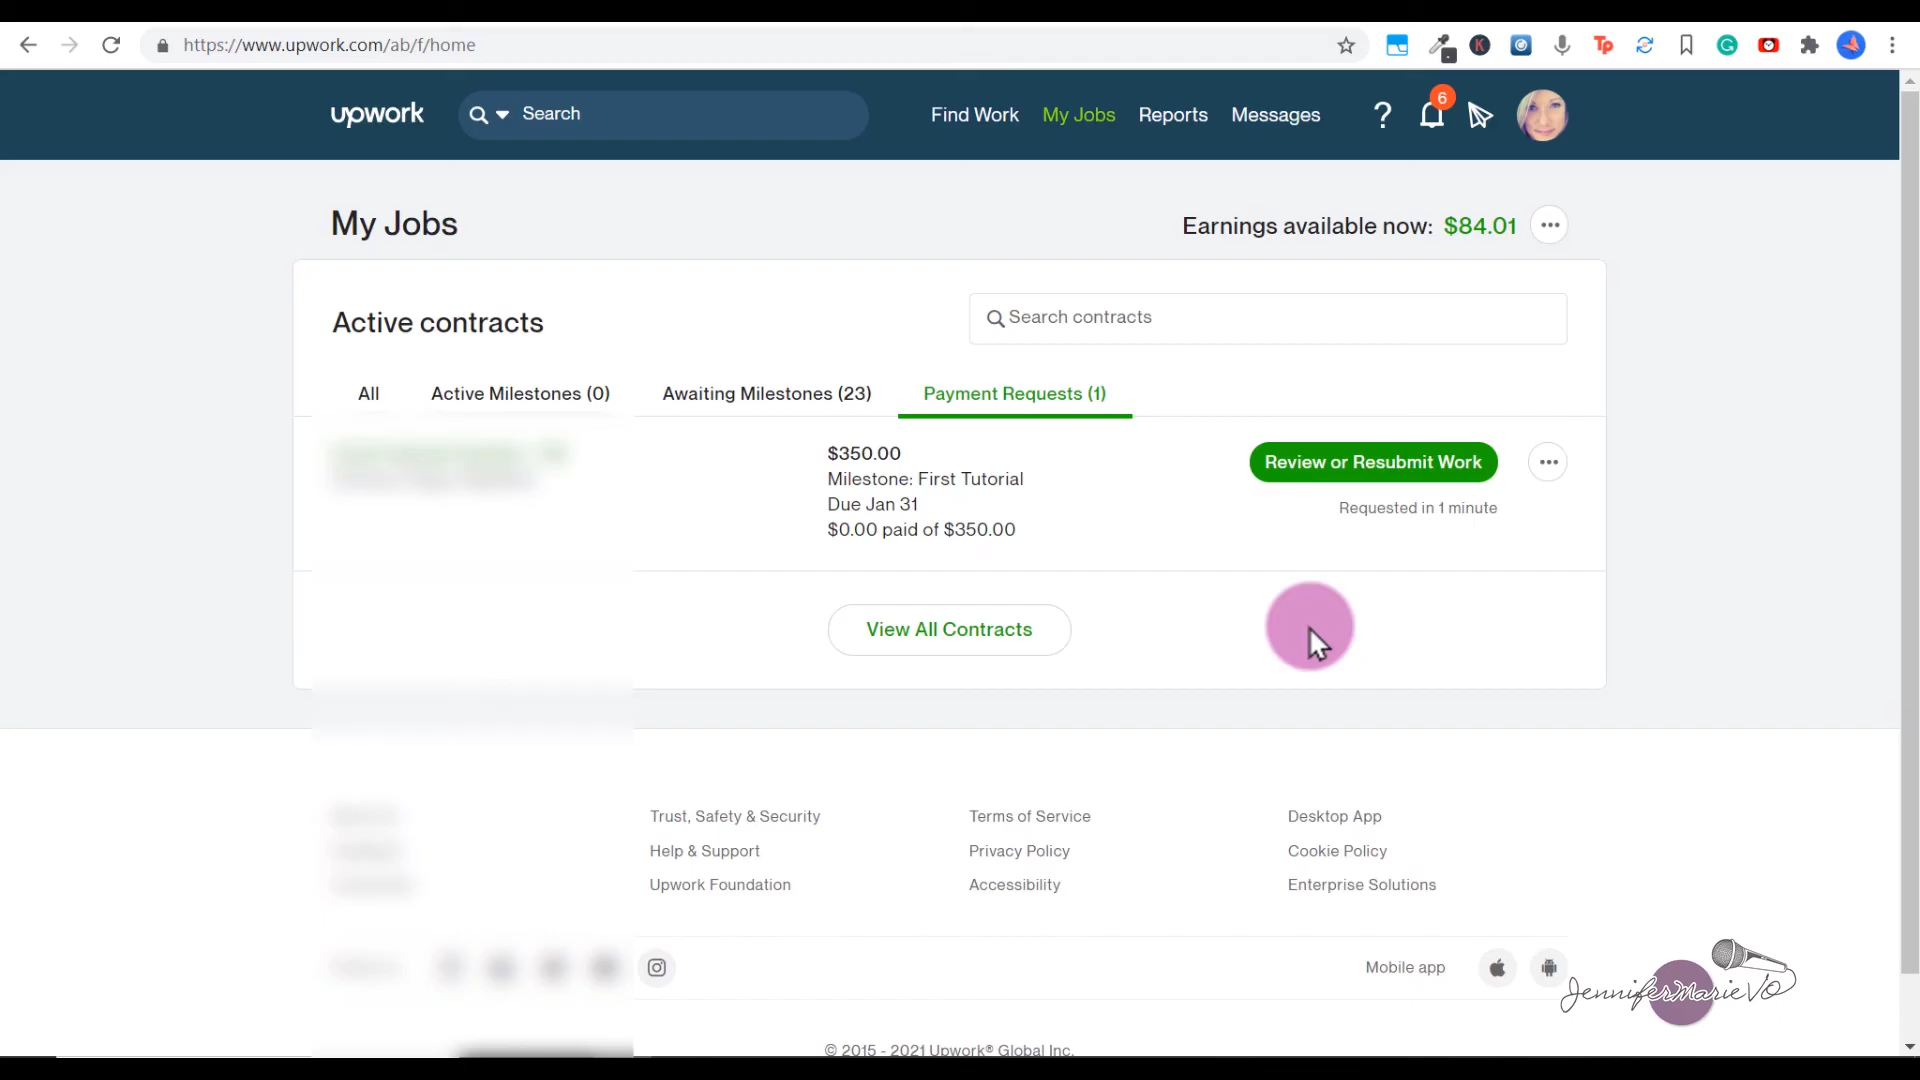 https://www.upwork.com/ab/f/home
upwork
Search
Find Work
My Jobs
Reports
Messages
6
My Jobs
Earnings available now: $84.01
Active contracts
Search contracts
All
Active Milestones (0)
Awaiting Milestones (23)
Payment Requests (1)
$350.00
Milestone: First Tutorial
Due Jan 31
$0.00 paid of $350.00
Review or Resubmit Work
Requested in 1 minute
View All Contracts
Trust, Safety & Security
Terms of Service
Desktop App
Help & Support
Privacy Policy
Cookie Policy
Upwork Foundation
Accessibility
Enterprise Solutions
Mobile app
JenniferMarieVO
© 2015 - 2021 Upwork® Global Inc.